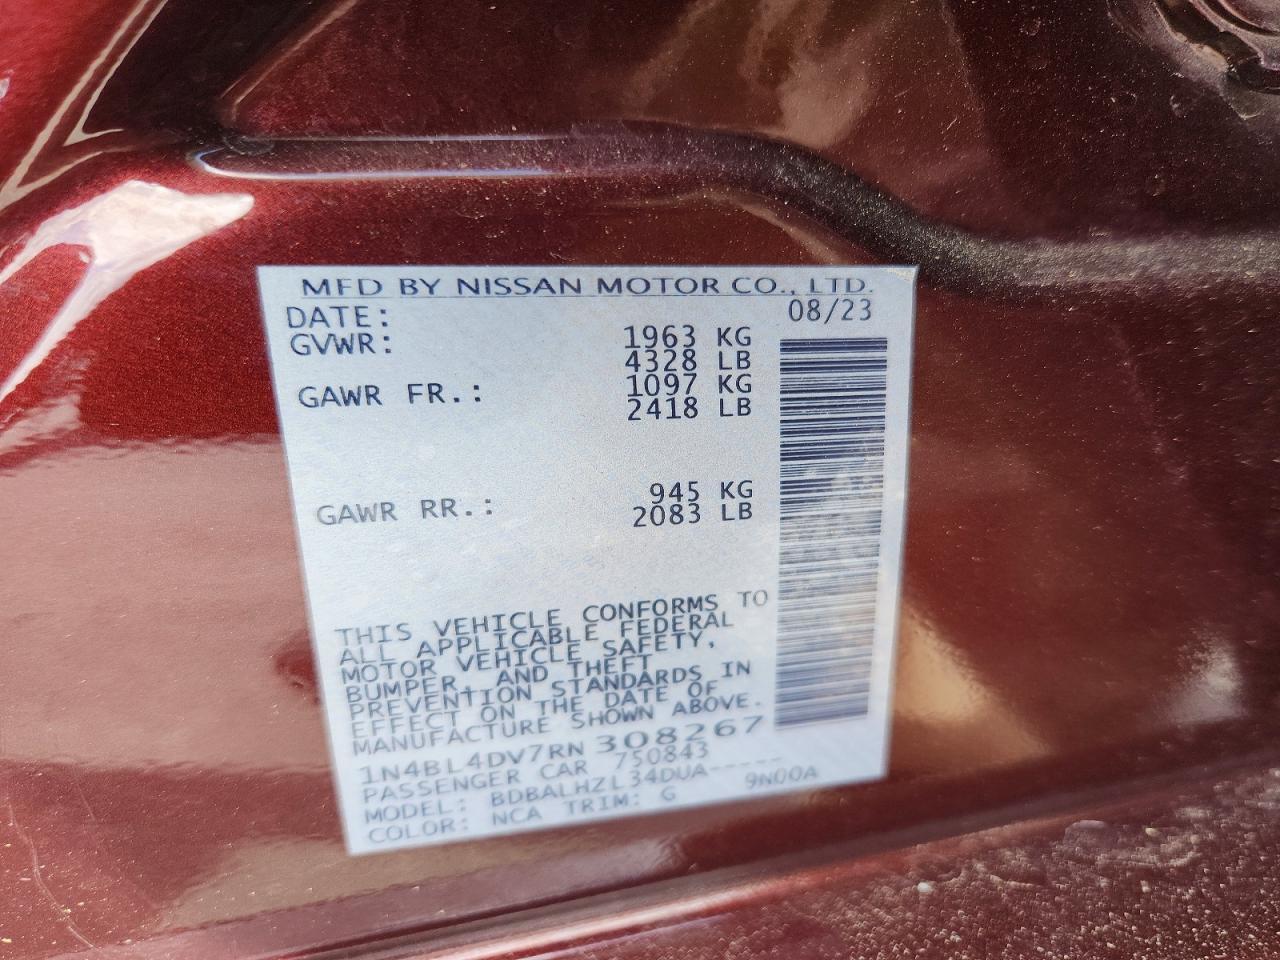 MFD BY NISSAN MOTOR CO., LTD.
DATE: 08/23
GVWR: 1963 KG
4328 LB
GAWR FR.: 1097 KG
2418 LB
GAWR RR.: 945 KG
2083 LB
THIS VEHICLE CONFORMS TO
ALL APPLICABLE FEDERAL
MOTOR VEHICLE SAFETY,
BUMPER, AND THEFT
PREVENTION STANDARDS IN
EFFECT ON THE DATE OF
MANUFACTURE SHOWN ABOVE.
1N4BL4DV7RN308267
PASSENGER CAR 750843
MODEL: BDBALHZL34DUA-----
COLOR: NCA TRIM: G 9N00A